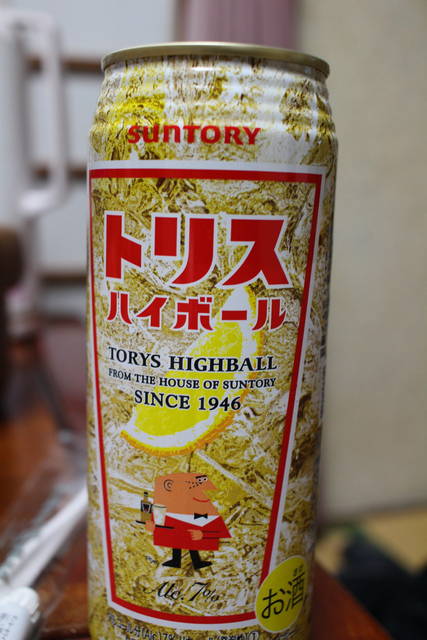 SUNTORY
トリス
ハイボール
TORYS HIGHBALL
FROM THE HOUSE OF SUNTORY
SINCE 1946
Alc.7%
お酒